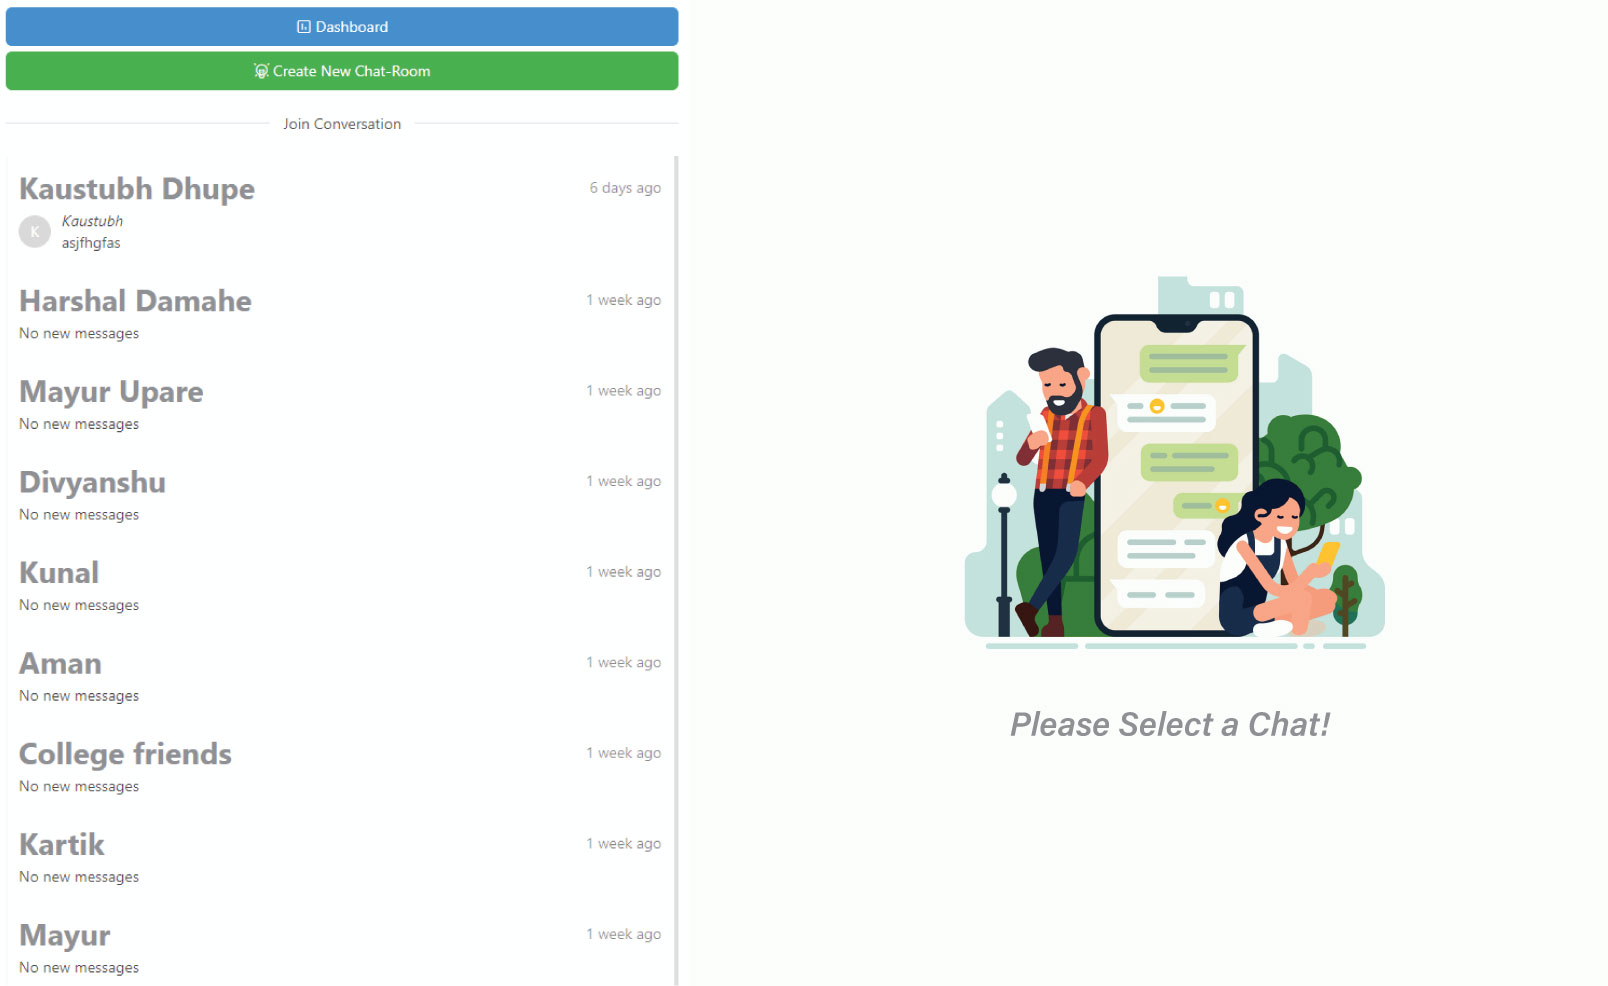 Dashboard
Create New Chat-Room
Join Conversation
Kaustubh Dhupe 6 days ago
K
Kaustubh
asjfhgfas
Harshal Damahe 1 week ago
No new messages
Mayur Upare 1 week ago
No new messages
Divyanshu 1 week ago
No new messages
Kunal 1 week ago
No new messages
Aman 1 week ago
No new messages
College friends 1 week ago
No new messages
Kartik 1 week ago
No new messages
Mayur 1 week ago
No new messages
Please Select a Chat!